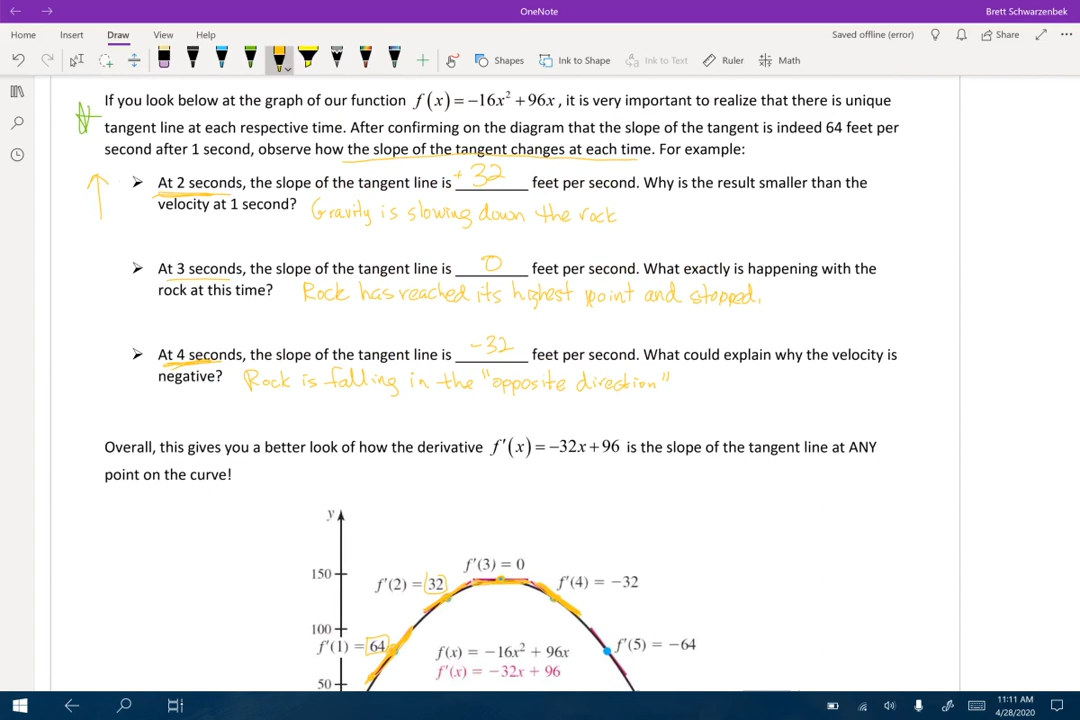 OneNote
Brett Schwarzenbek
Home Insert Draw View Help
Saved offline (error) Share
Shapes Ink to Shape Ink to Text Ruler Math
If you look below at the graph of our function f(x) = −16x² + 96x, it is very important to realize that there is unique
tangent line at each respective time. After confirming on the diagram that the slope of the tangent is indeed 64 feet per
second after 1 second, observe how the slope of the tangent changes at each time. For example:
➢ At 2 seconds, the slope of the tangent line is +32 feet per second. Why is the result smaller than the
velocity at 1 second? Gravity is slowing down the rock
➢ At 3 seconds, the slope of the tangent line is 0 feet per second. What exactly is happening with the
rock at this time? Rock has reached its highest point and stopped.
➢ At 4 seconds, the slope of the tangent line is -32 feet per second. What could explain why the velocity is
negative? Rock is falling in the "opposite direction"
Overall, this gives you a better look of how the derivative f′(x) = −32x + 96 is the slope of the tangent line at ANY
point on the curve!
y
f′(3) = 0
150 f′(2) = 32 f′(4) = −32
100
f′(1) = 64 f(x) = −16x² + 96x f′(5) = −64
f′(x) = −32x + 96
50
11:11 AM
4/28/2020